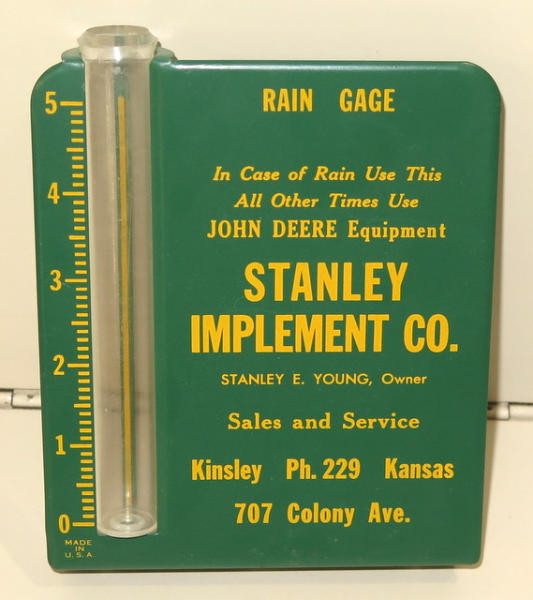 RAIN GAGE
In Case of Rain Use This
All Other Times Use
JOHN DEERE Equipment
STANLEY
IMPLEMENT CO.
STANLEY E. YOUNG, Owner
Sales and Service
Kinsley Ph. 229 Kansas
707 Colony Ave.
5
4
3
2
1
0
MADE
IN
U.S.A.